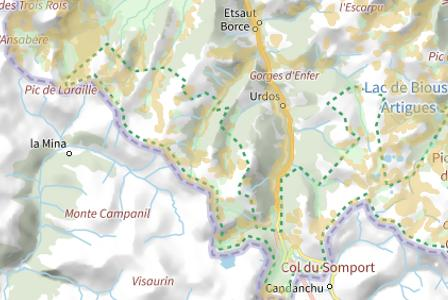 des Trois Rois
Etsaut
Borce
l'Escarpu
d'Ansabère
Pic de Laraille
Gorges d'Enfer
Urdos
Lac de Bious
Artigues
la Mina
Pic
d
Monte Campanil
Visaurin
Col du Somport
Candanchu